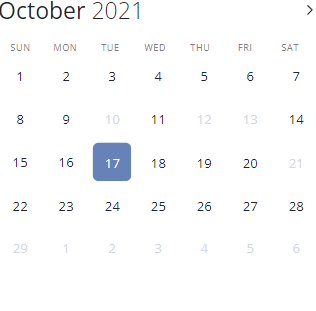 October 2021
SUN MON TUE WED THU FRI SAT
1 2 3 4 5 6 7
8 9 10 11 12 13 14
15 16 17 18 19 20 21
22 23 24 25 26 27 28
29 1 2 3 4 5 6